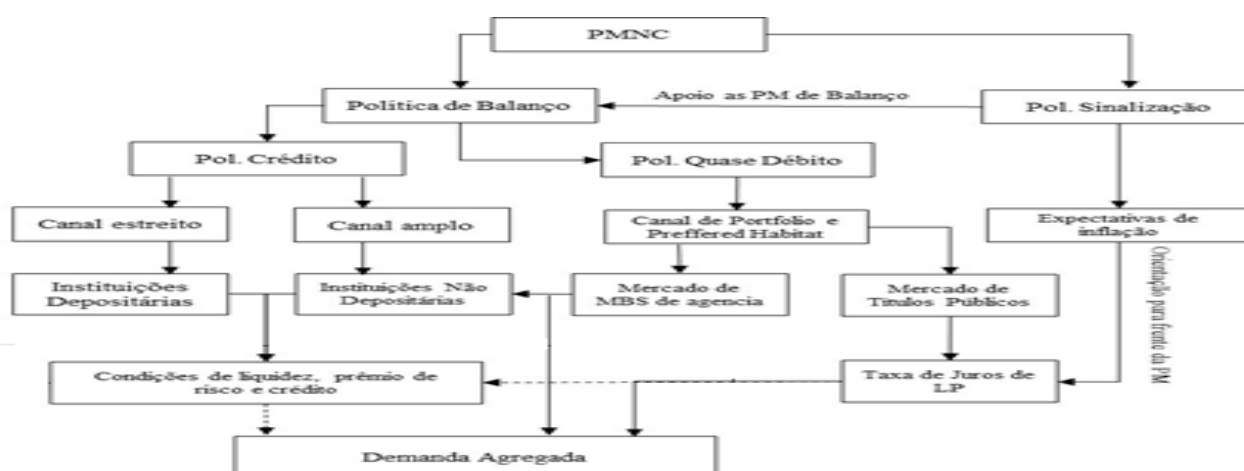 PMNC
Política de Balanço
Apoio as PM de Balanço
Pol. Sinalização
Pol. Crédito
Pol. Quase Débito
Canal estreito
Canal amplo
Canal de Portfolio e
Preffered Habitat
Expectativas de
inflação
Orientação para frente da PM
Instituições
Depositárias
Instituições Não
Depositárias
Mercado de
MBS de agencia
Mercado de
Titulos Públicos
Condições de liquidez, prêmio de
risco e crédito
Taxa de Juros de
LP
Demanda Agregada